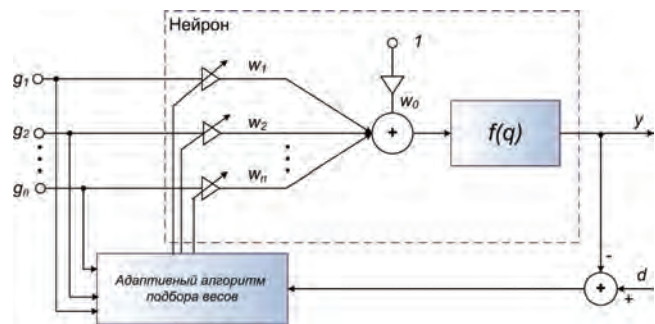 Нейрон
1
g1
w1
w0
g2
w2
+
f(q)
y
gn
wn
-
d
+
+
Адаптивный алгоритм
подбора весов